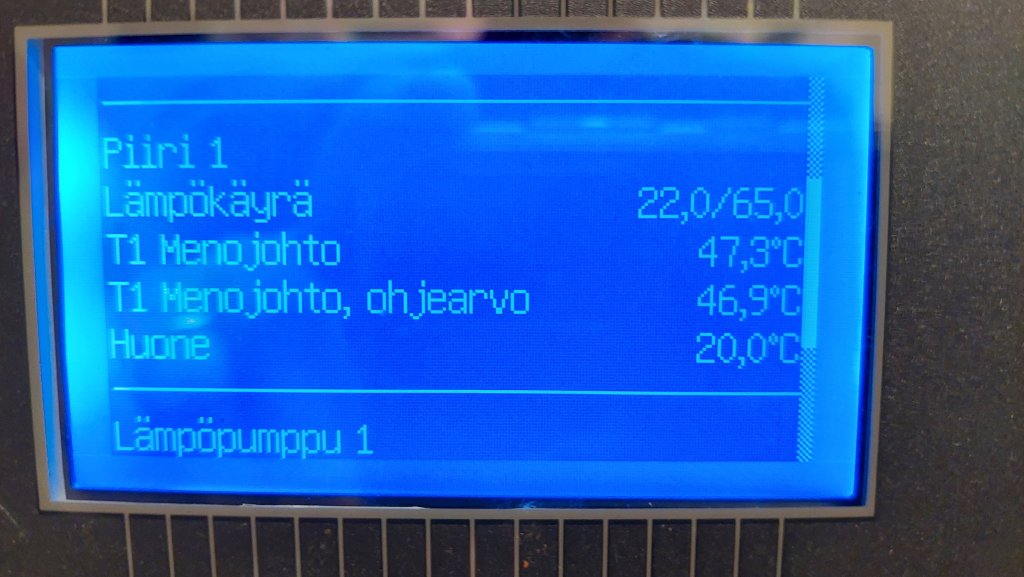 Piiri 1
Lämpökäyrä 22,0/65,0
T1 Menojohto 47,3°C
T1 Menojohto, ohjearvo 46,9°C
Huone 20,0°C
Lämpöpumppu 1